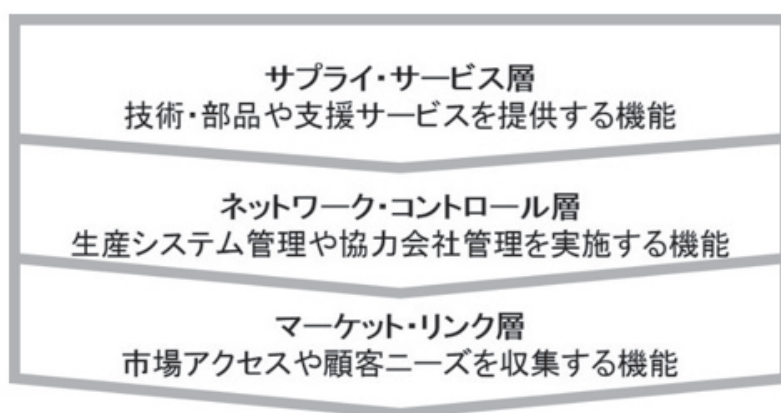 サプライ・サービス層
技術・部品や支援サービスを提供する機能
ネットワーク・コントロール層
生産システム管理や協力会社管理を実施する機能
マーケット・リンク層
市場アクセスや顧客ニーズを収集する機能